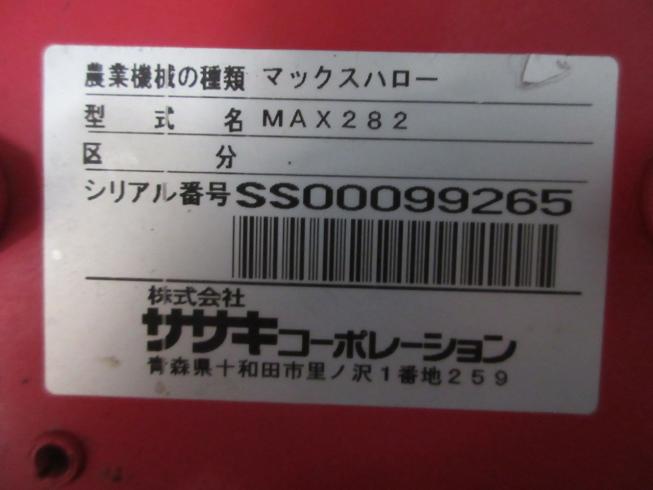 農業機械の種類 マックスハロー
型式名 MAX282
区分
シリアル番号 SS00099265
株式会社
ササキコーポレーション
青森県十和田市里ノ沢1番地259